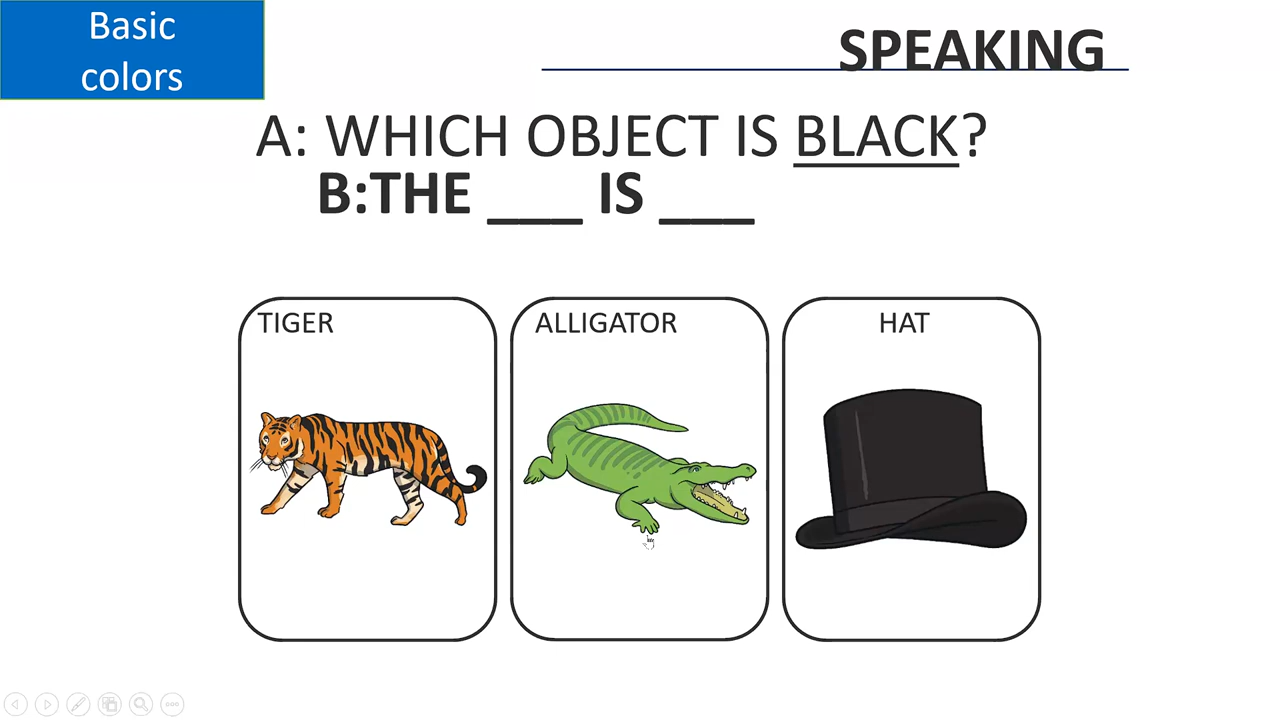 Basic
colors
SPEAKING
A: WHICH OBJECT IS BLACK?
B:THE ___ IS ___
TIGER
ALLIGATOR
HAT